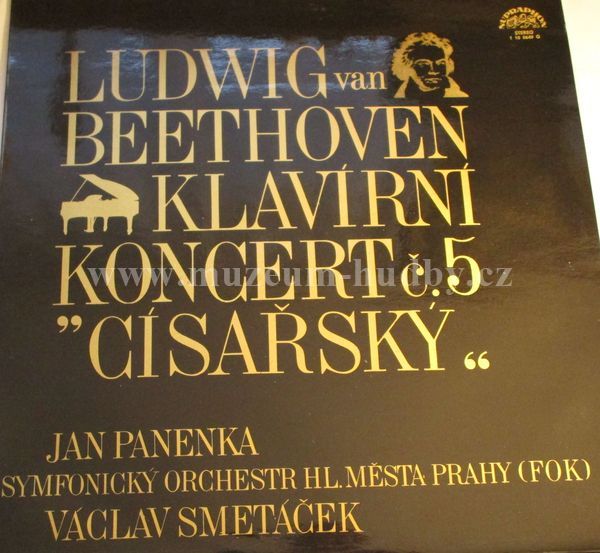 SUPRAPHON
STEREO
LUDWIG van
BEETHOVEN
KLAVÍRNÍ
KONCERT č.5
www.muzeum-hudby.cz
"CÍSAŘSKÝ"
JAN PANENKA
SYMFONICKÝ ORCHESTR HL.MĚSTA PRAHY (FOK)
VÁCLAV SMETÁČEK